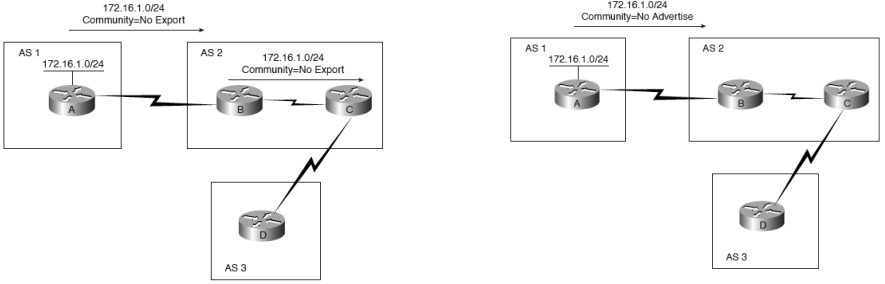 172.16.1.0/24
Community=No Export
AS 1
172.16.1.0/24
A
AS 2
172.16.1.0/24
Community=No Export
B
C
D
AS 3
172.16.1.0/24
Community=No Advertise
AS 1
172.16.1.0/24
A
AS 2
B
C
D
AS 3